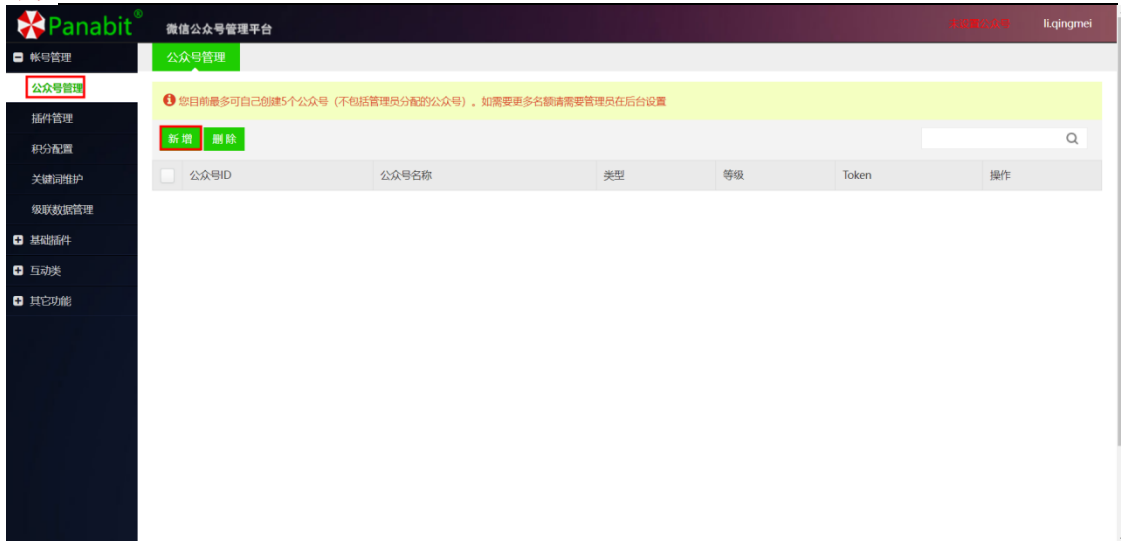 Panabit®
微信公众号管理平台
li.qingmei
帐号管理
公众号管理
公众号管理
插件管理
积分配置
关键词维护
级联数据管理
基础插件
互动类
其它功能
您目前最多可自己创建5个公众号（不包括管理员分配的公众号）。如需要更多名额请需要管理员在后台设置
新增 删除
公众号ID 公众号名称 类型 等级 Token 操作